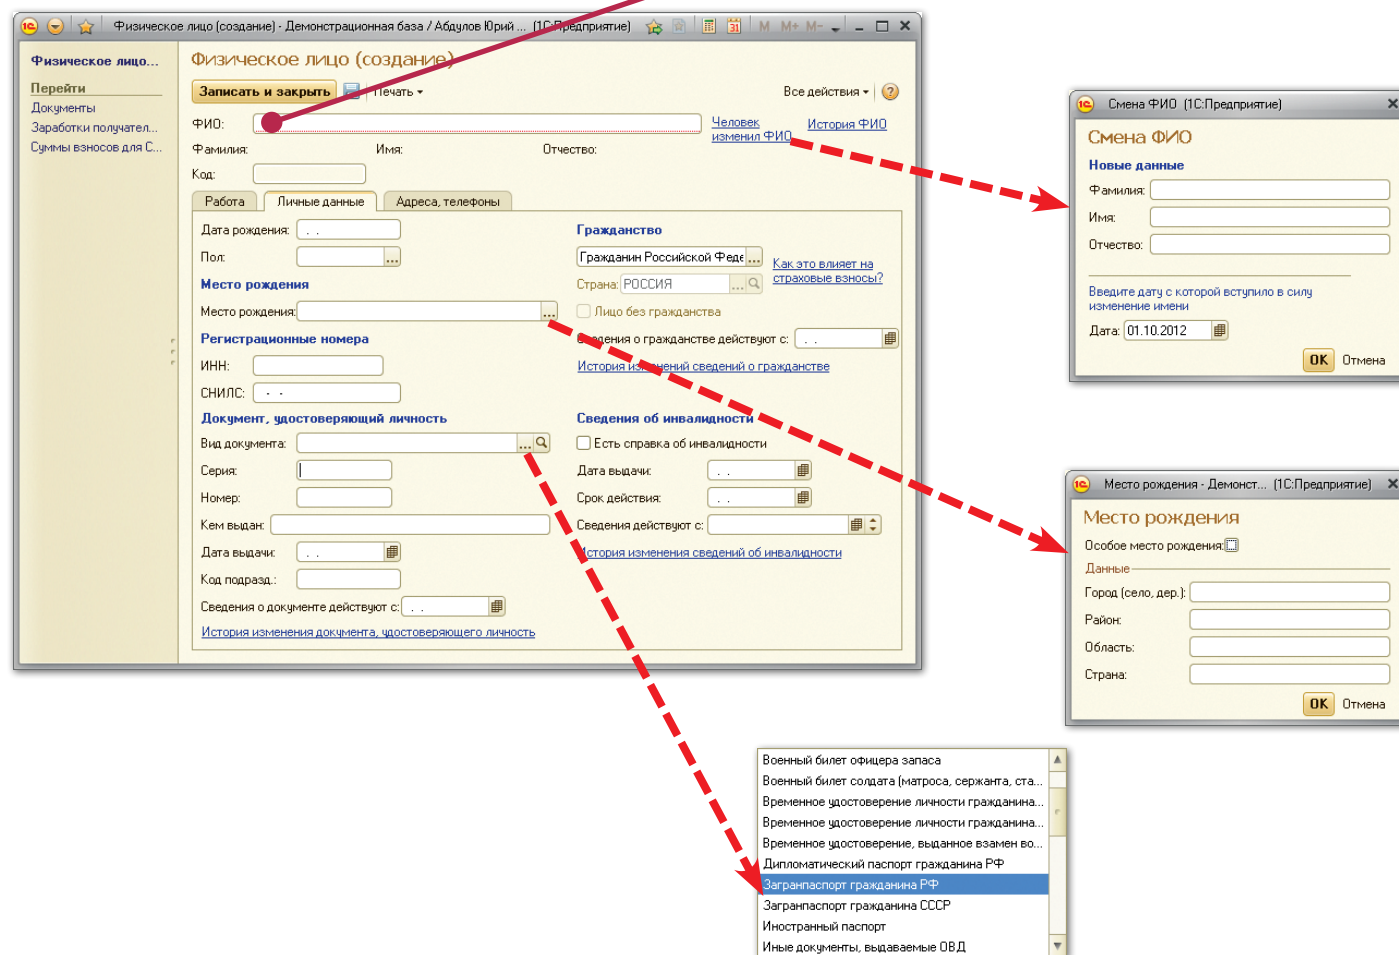 Физическое лицо (создание) - Демонстрационная база / Абдулов Юрий ... (1С:Предприятие) M M+ M-
Физическое лицо...
Перейти
Документы
Заработки получател...
Суммы взносов для С...
Физическое лицо (создание)
Записать и закрыть Печать Все действия
ФИО: Человек изменил ФИО История ФИО
Фамилия: Имя: Отчество:
Код:
Работа Личные данные Адреса, телефоны
Дата рождения: . .
Пол: ...
Место рождения
Место рождения: ...
Регистрационные номера
ИНН:
СНИЛС: - -
Документ, удостоверяющий личность
Вид документа: ...
Серия:
Номер:
Кем выдан:
Дата выдачи: . .
Код подразд.:
Сведения о документе действуют с: . .
История изменения документа, удостоверяющего личность
Гражданство
Гражданин Российской Феде ...
Как это влияет на
страховые взносы?
Страна: РОССИЯ ...
Лицо без гражданства
Сведения о гражданстве действуют с: . .
История изменений сведений о гражданстве
Сведения об инвалидности
Есть справка об инвалидности
Дата выдачи: . .
Срок действия: . .
Сведения действуют с:
История изменения сведений об инвалидности
Смена ФИО (1С:Предприятие)
Смена ФИО
Новые данные
Фамилия:
Имя:
Отчество:
Введите дату с которой вступило в силу
изменение имени
Дата: 01.10.2012
OK Отмена
Место рождения - Демонст... (1С:Предприятие)
Место рождения
Особое место рождения:
Данные
Город (село, дер.):
Район:
Область:
Страна:
OK Отмена
Военный билет офицера запаса
Военный билет солдата (матроса, сержанта, ста...
Временное удостоверение личности гражданина...
Временное удостоверение личности гражданина...
Временное удостоверение, выданное взамен во...
Дипломатический паспорт гражданина РФ
Загранпаспорт гражданина РФ
Загранпаспорт гражданина СССР
Иностранный паспорт
Иные документы, выдаваемые ОВД